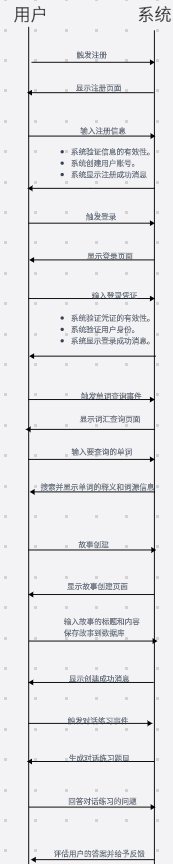 用户 系统
触发注册
显示注册页面
输入注册信息
系统验证信息的有效性。
系统创建用户账号。
系统显示注册成功消息
触发登录
显示登录页面
输入登录凭证
系统验证凭证的有效性。
系统验证用户身份。
系统显示登录成功消息。
触发单词查询事件
显示词汇查询页面
输入要查询的单词
搜索并显示单词的释义和词源信息
故事创建
显示故事创建页面
输入故事的标题和内容
保存故事到数据库
显示创建成功消息
触发对话练习事件
生成对话练习题目
回答对话练习的问题
评估用户的答案并给予反馈